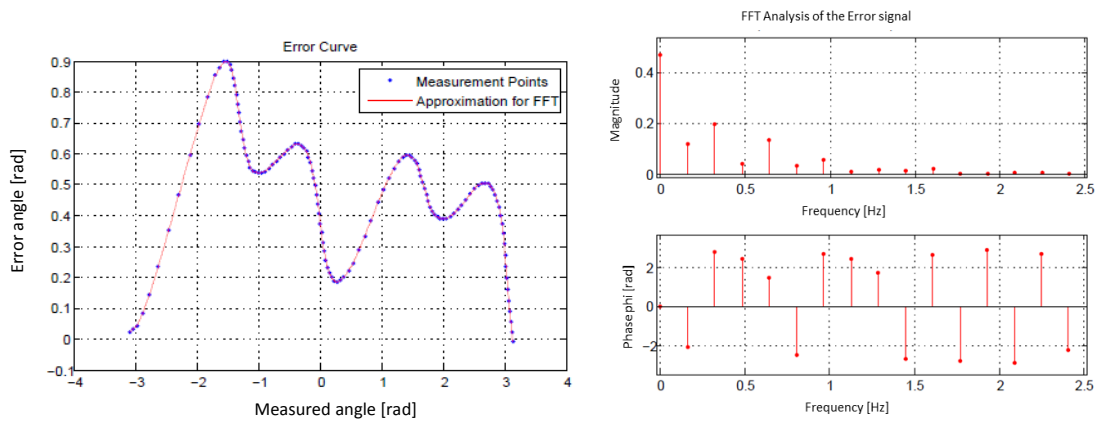 Error Curve
Error angle [rad]
0.9
0.8
0.7
0.6
0.5
0.4
0.3
0.2
0.1
0
−0.1
Measurement Points
Approximation for FFT
−4 −3 −2 −1 0 1 2 3 4
Measured angle [rad]
FFT Analysis of the Error signal
Magnitude
0.4
0.2
0
0 0.5 1 1.5 2 2.5
Frequency [Hz]
Phase phi [rad]
2
0
−2
0 0.5 1 1.5 2 2.5
Frequency [Hz]